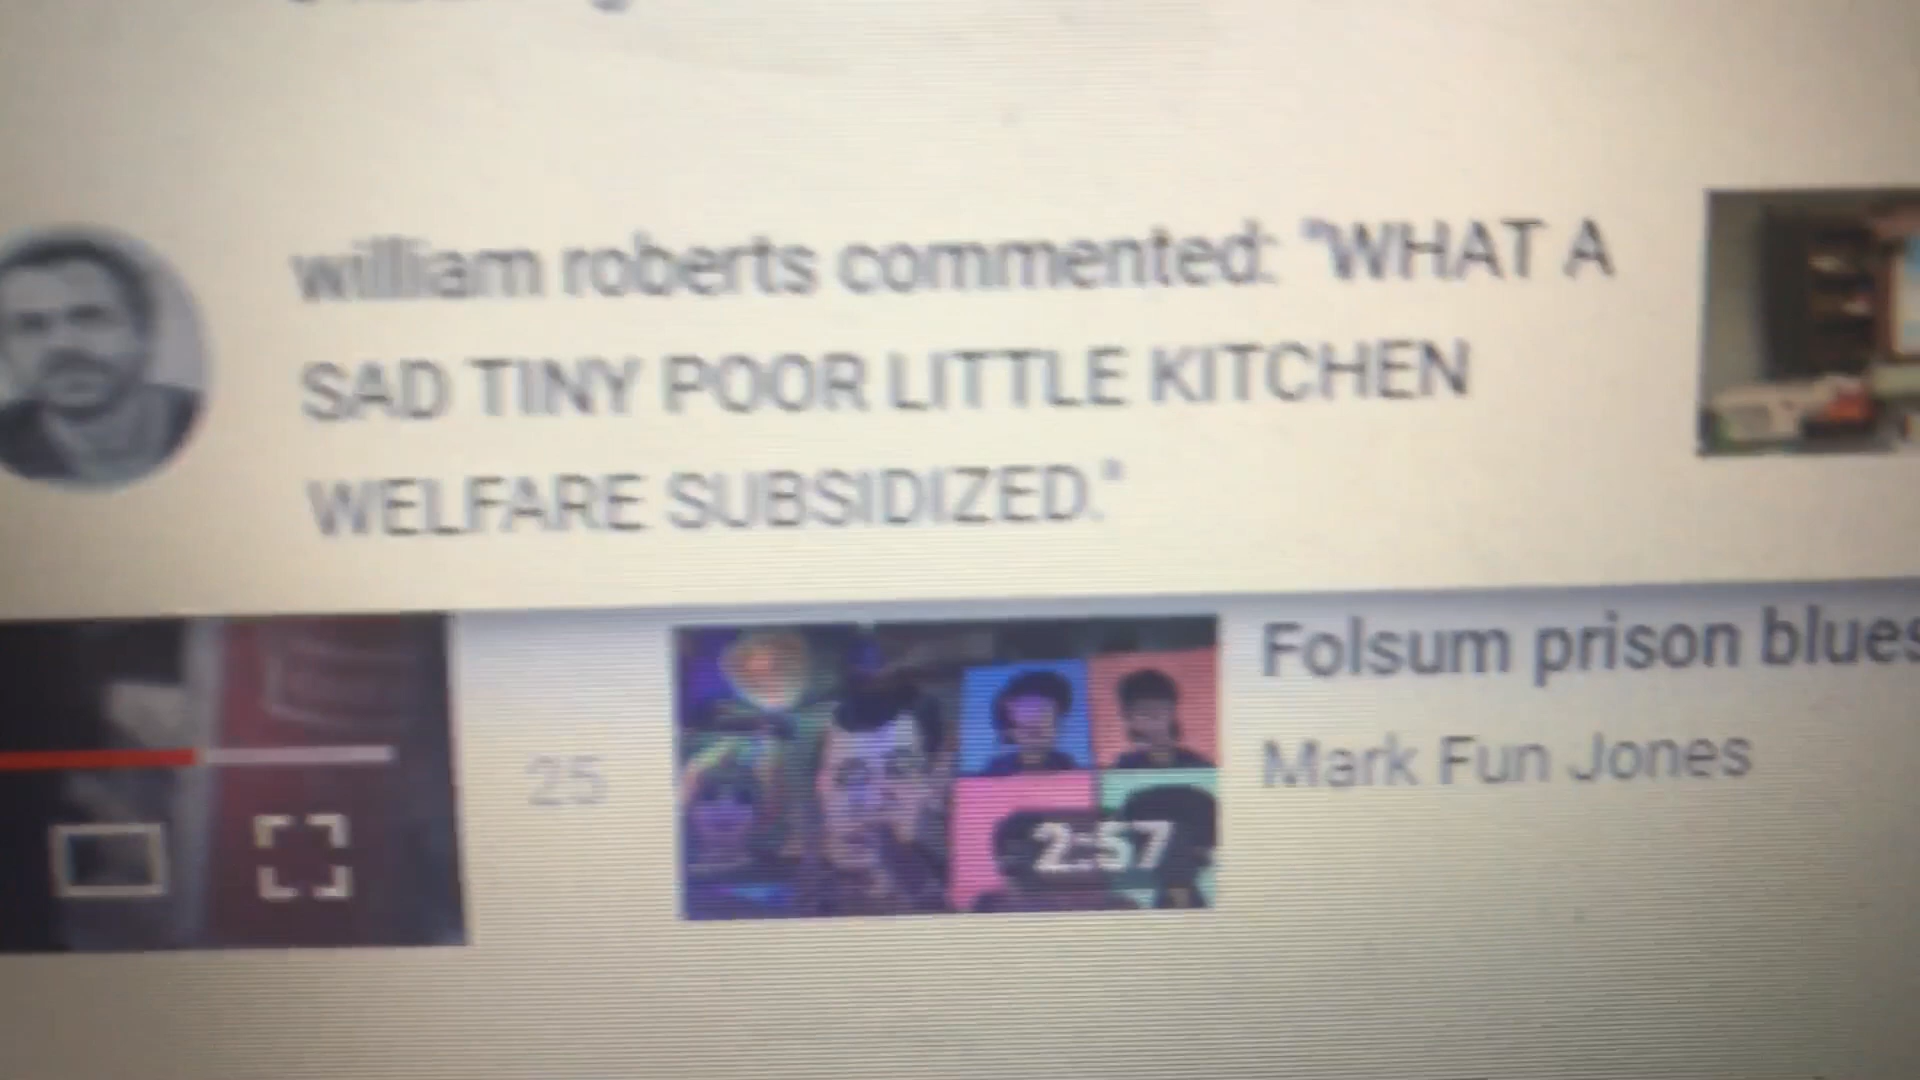 william roberts commented: "WHAT A
SAD TINY POOR LITTLE KITCHEN
WELFARE SUBSIDIZED."
25
2:57
Folsum prison blues
Mark Fun Jones